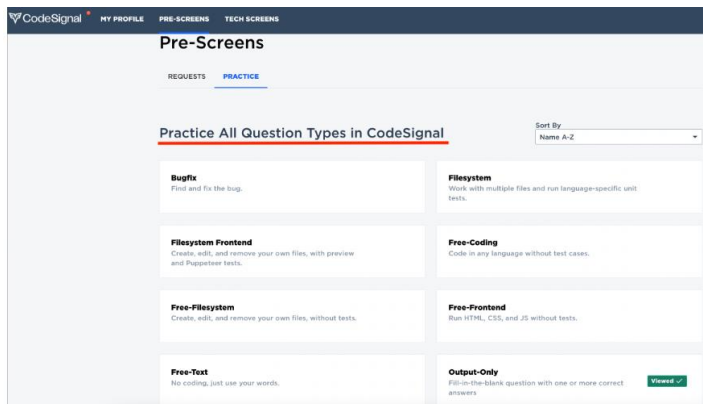 CodeSignal MY PROFILE PRE-SCREENS TECH SCREENS
Pre-Screens
REQUESTS PRACTICE
Practice All Question Types in CodeSignal
Sort By
Name A-Z
Bugfix
Find and fix the bug.
Filesystem
Work with multiple files and run language-specific unit
tests.
Filesystem Frontend
Create, edit, and remove your own files, with preview
and Puppeteer tests.
Free-Coding
Code in any language without test cases.
Free-Filesystem
Create, edit, and remove your own files, without tests.
Free-Frontend
Run HTML, CSS, and JS without tests.
Free-Text
No coding, just use your words.
Output-Only
Fill-in-the-blank question with one or more correct
answers
Viewed ✓